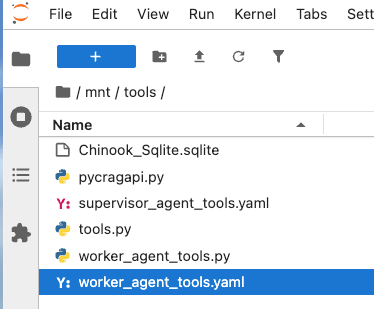 File Edit View Run Kernel Tabs Sett
/ mnt / tools /
Name
Chinook_Sqlite.sqlite
pycragapi.py
Y: supervisor_agent_tools.yaml
tools.py
worker_agent_tools.py
Y: worker_agent_tools.yaml